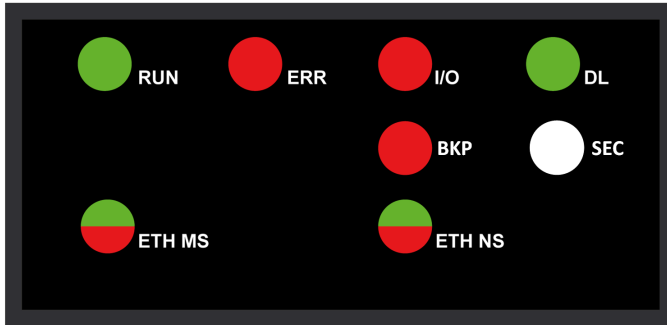 RUN ERR I/O DL
BKP SEC
ETH MS ETH NS